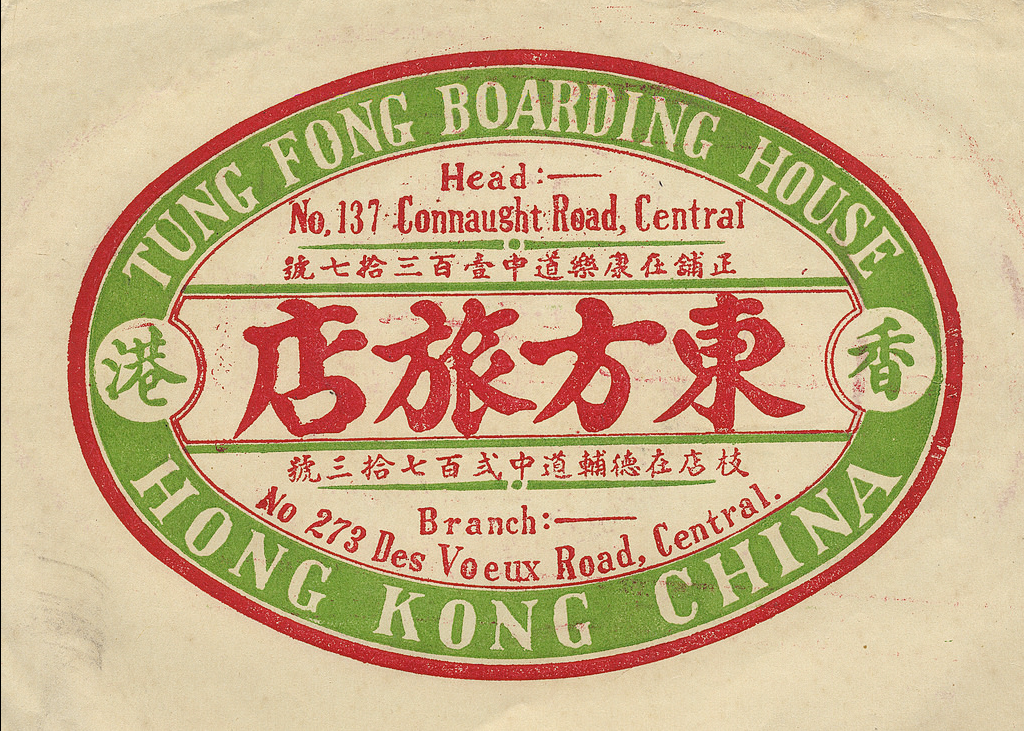 TUNG FONG BOARDING HOUSE
Head:—
No, 137 Connaught Road, Central
正舖在康樂道中壹百三拾七號
香港
東方旅店
枝店在德輔道中弍百七拾三號
Branch:—
No 273 Des Voeux Road, Central.
HONG KONG CHINA